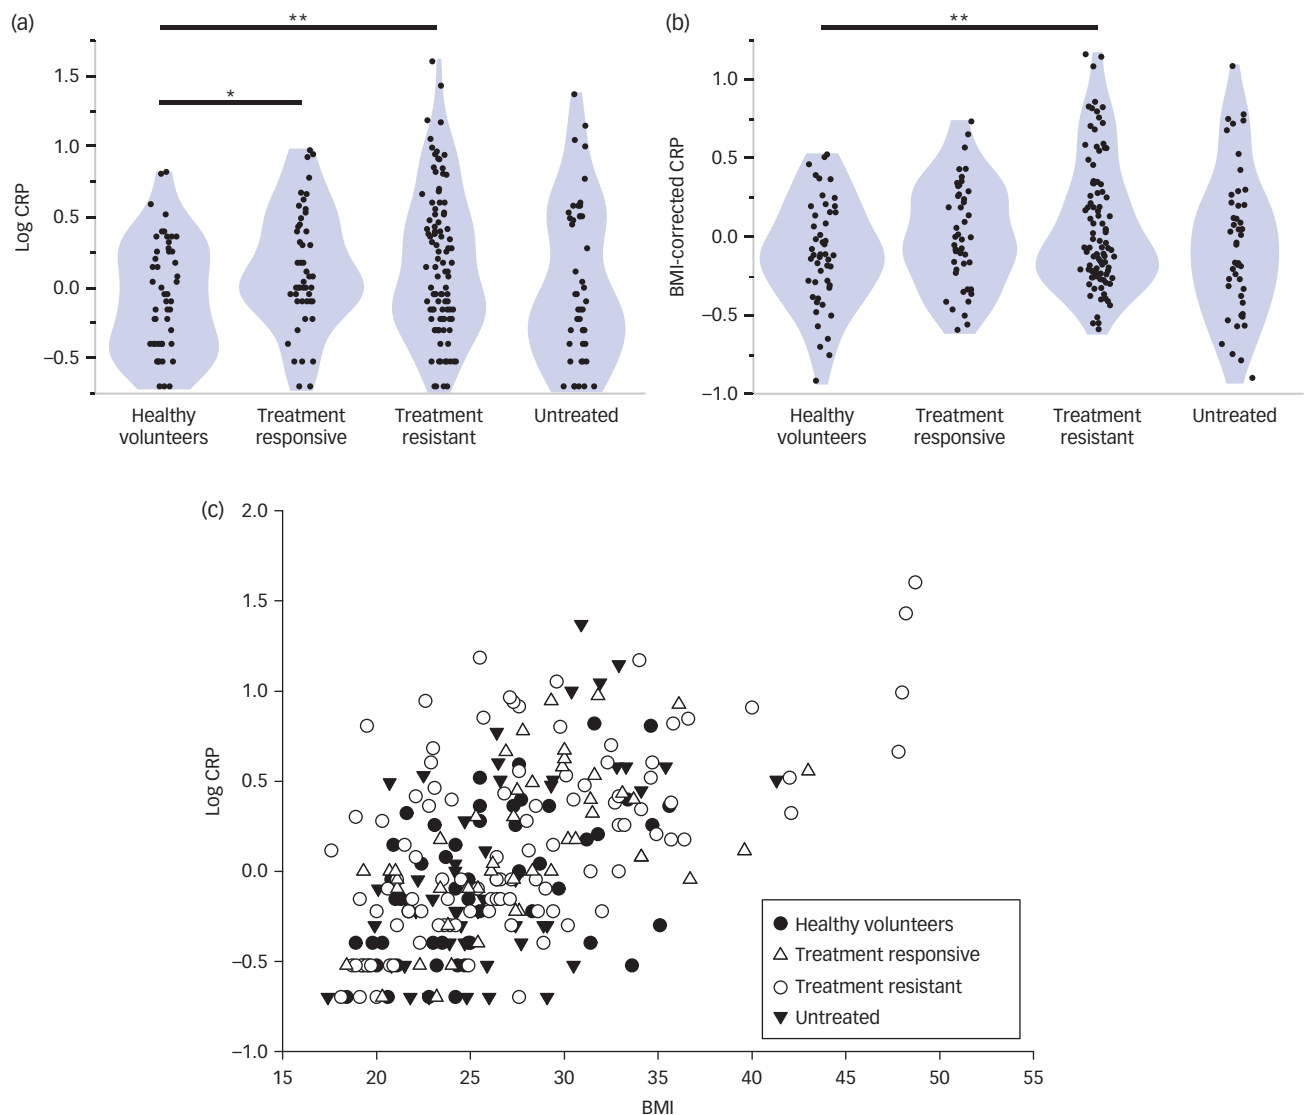 (a)
**
*
Log CRP
1.5
1.0
0.5
0.0
–0.5
Healthy
volunteers
Treatment
responsive
Treatment
resistant
Untreated
(b)
**
BMI-corrected CRP
1.0
0.5
0.0
–0.5
–1.0
Healthy
volunteers
Treatment
responsive
Treatment
resistant
Untreated
(c)
Log CRP
2.0
1.5
1.0
0.5
0.0
–0.5
–1.0
15 20 25 30 35 40 45 50 55
BMI
Healthy volunteers
Treatment responsive
Treatment resistant
Untreated